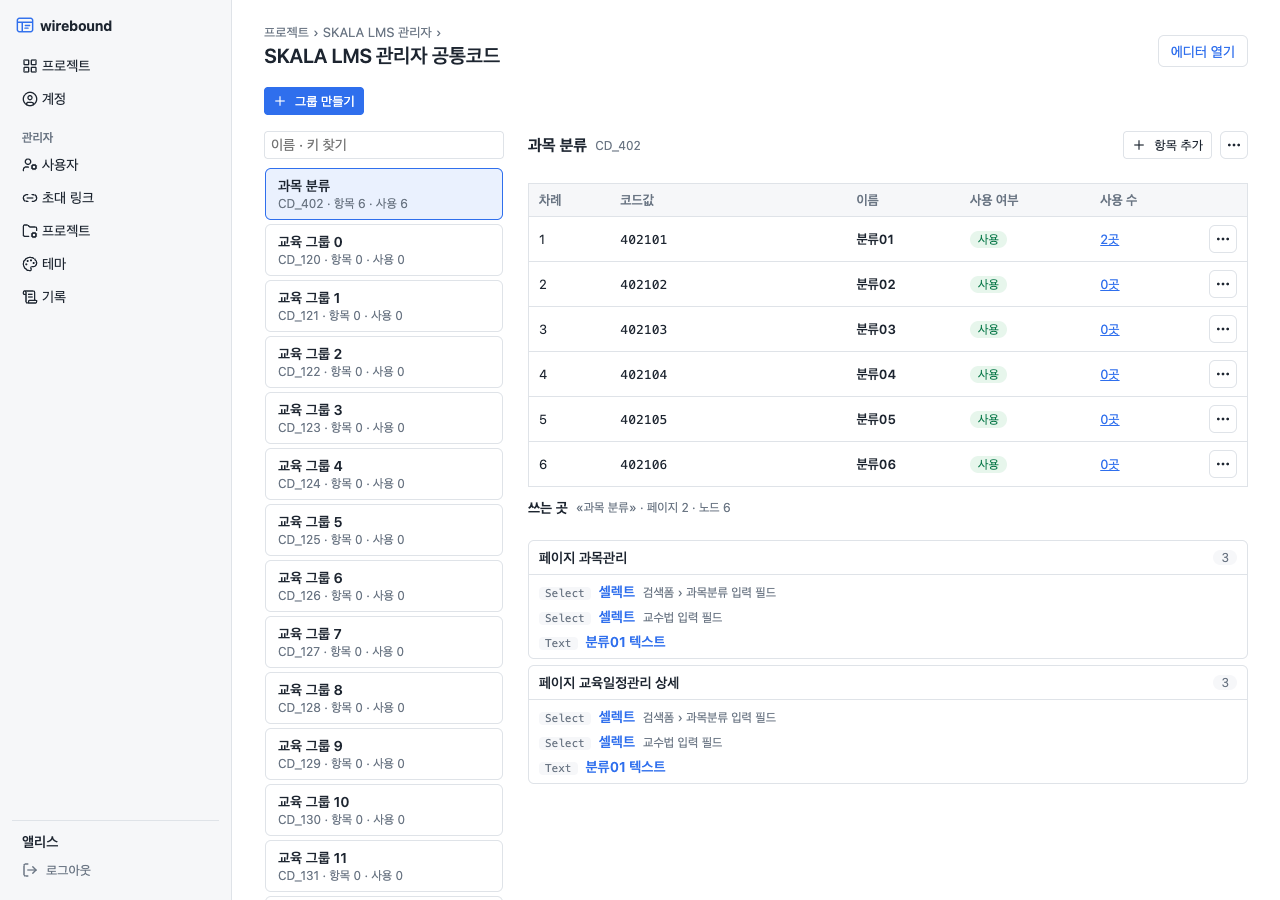 wirebound
프로젝트
계정
관리자
사용자
초대 링크
프로젝트
테마
기록
앨리스
로그아웃
프로젝트 › SKALA LMS 관리자 ›
SKALA LMS 관리자 공통코드
에디터 열기
+ 그룹 만들기
이름 · 키 찾기
과목 분류
CD_402 · 항목 6 · 사용 6
교육 그룹 0
CD_120 · 항목 0 · 사용 0
교육 그룹 1
CD_121 · 항목 0 · 사용 0
교육 그룹 2
CD_122 · 항목 0 · 사용 0
교육 그룹 3
CD_123 · 항목 0 · 사용 0
교육 그룹 4
CD_124 · 항목 0 · 사용 0
교육 그룹 5
CD_125 · 항목 0 · 사용 0
교육 그룹 6
CD_126 · 항목 0 · 사용 0
교육 그룹 7
CD_127 · 항목 0 · 사용 0
교육 그룹 8
CD_128 · 항목 0 · 사용 0
교육 그룹 9
CD_129 · 항목 0 · 사용 0
교육 그룹 10
CD_130 · 항목 0 · 사용 0
교육 그룹 11
CD_131 · 항목 0 · 사용 0
과목 분류 CD_402
+ 항목 추가
차례 코드값 이름 사용 여부 사용 수
1 402101 분류01 사용 2곳
2 402102 분류02 사용 0곳
3 402103 분류03 사용 0곳
4 402104 분류04 사용 0곳
5 402105 분류05 사용 0곳
6 402106 분류06 사용 0곳
쓰는 곳 «과목 분류» · 페이지 2 · 노드 6
페이지 과목관리 3
Select 셀렉트 검색폼 › 과목분류 입력 필드
Select 셀렉트 교수법 입력 필드
Text 분류01 텍스트
페이지 교육일정관리 상세 3
Select 셀렉트 검색폼 › 과목분류 입력 필드
Select 셀렉트 교수법 입력 필드
Text 분류01 텍스트